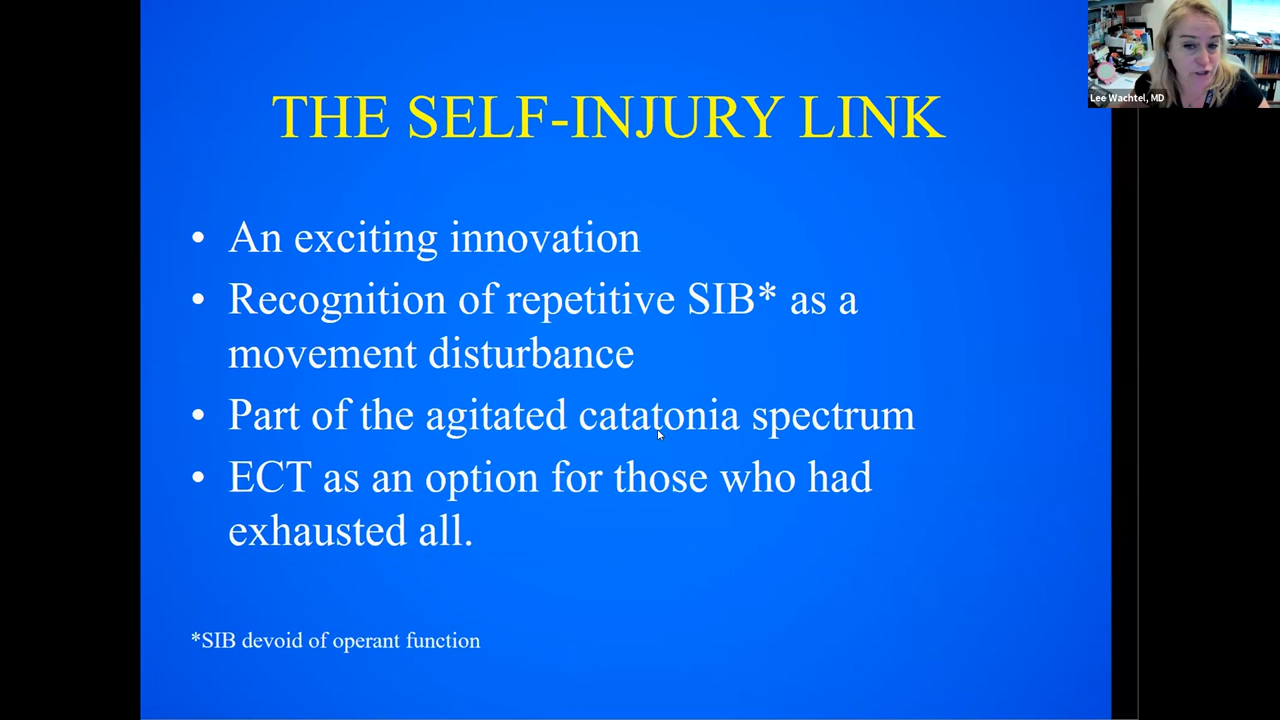 Lee Wachtel, MD
THE SELF-INJURY LINK
• An exciting innovation
• Recognition of repetitive SIB* as a
movement disturbance
• Part of the agitated catatonia spectrum
• ECT as an option for those who had
exhausted all.
*SIB devoid of operant function